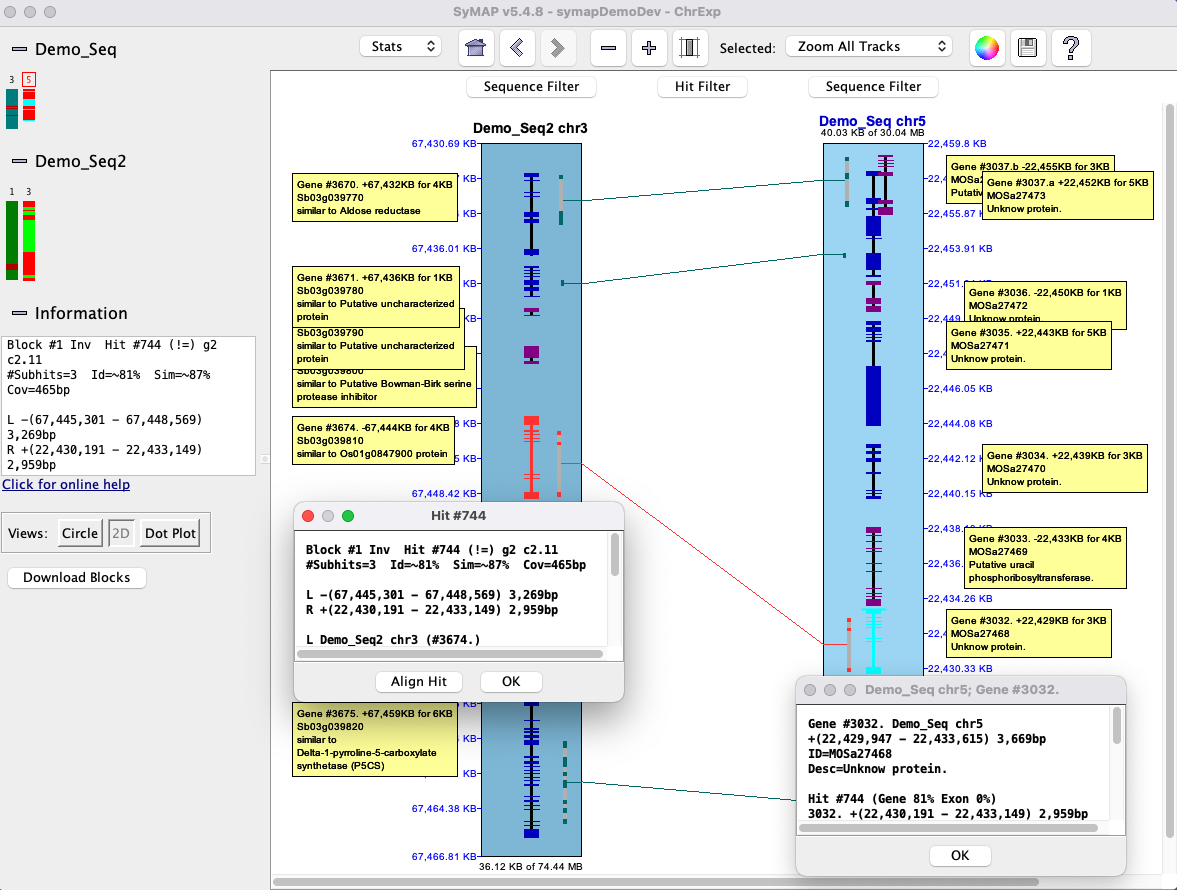 SyMAP v5.4.8 - symapDemoDev - ChrExp
Demo_Seq
3 5
Demo_Seq2
1 3
Information
Block #1 Inv  Hit #744 (!=) g2
c2.11
#Subhits=3  Id=~81%  Sim=~87%
Cov=465bp
L -(67,445,301 - 67,448,569)
3,269bp
R +(22,430,191 - 22,433,149)
2,959bp
Click for online help
Views: Circle 2D Dot Plot
Download Blocks
Stats
Selected: Zoom All Tracks
?
Sequence Filter Hit Filter Sequence Filter
Demo_Seq2 chr3
67,430.69 KB
KB
KB
67,436.01 KB
KB
KB
KB
8 KB
5 KB
67,448.42 KB
KB
KB
KB
67,464.38 KB
67,466.81 KB
36.12 KB of 74.44 MB
Gene #3670. +67,432KB for 4KB
Sb03g039770
similar to Aldose reductase
Gene #3671. +67,436KB for 1KB
Sb03g039780
similar to Putative uncharacterized
protein
Sb03g039790
similar to Putative uncharacterized
protein
Sb03g039800
similar to Putative Bowman-Birk serine
protease inhibitor
Gene #3674. -67,444KB for 4KB
Sb03g039810
similar to Os01g0847900 protein
Gene #3675. +67,459KB for 6KB
Sb03g039820
similar to
Delta-1-pyrroline-5-carboxylate
synthetase (P5CS)
Demo_Seq chr5
40.03 KB of 30.04 MB
22,459.8 KB
22,4
22,455.87 K
22,453.91 KB
22,451.
22,449
22,4
22,446.05 KB
22,444.08 KB
22,442.12 K
22,440.15 KB
22,438.
22,436.
22,434.26 KB
22,4
22,430.33 KB
Gene #3037.b -22,455KB for 3KB
MOSa
Putativ
Gene #3037.a +22,452KB for 5KB
MOSa27473
Unknow protein.
Gene #3036. -22,450KB for 1KB
MOSa27472
Unknow protein.
Gene #3035. +22,443KB for 5KB
MOSa27471
Unknow protein.
Gene #3034. +22,439KB for 3KB
MOSa27470
Unknow protein.
Gene #3033. -22,433KB for 4KB
MOSa27469
Putative uracil
phosphoribosyltransferase.
Gene #3032. +22,429KB for 3KB
MOSa27468
Unknow protein.
Hit #744
Block #1 Inv  Hit #744 (!=) g2 c2.11
#Subhits=3  Id=~81%  Sim=~87%  Cov=465bp
L -(67,445,301 - 67,448,569) 3,269bp
R +(22,430,191 - 22,433,149) 2,959bp
L Demo_Seq2 chr3 (#3674.)
Align Hit OK
Demo_Seq chr5; Gene #3032.
Gene #3032. Demo_Seq chr5
+(22,429,947 - 22,433,615) 3,669bp
ID=MOSa27468
Desc=Unknow protein.
Hit #744 (Gene 81% Exon 0%)
3032. +(22,430,191 - 22,433,149) 2,959bp
OK